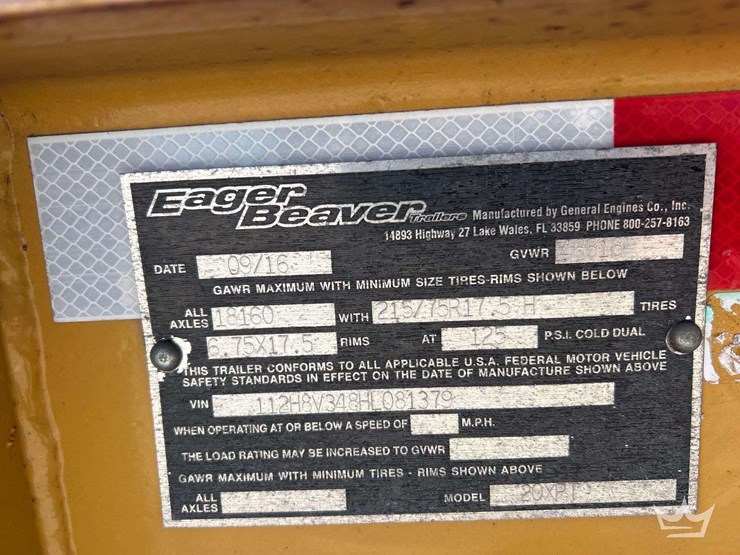 Eager Beaver Trailers Manufactured by General Engines Co., Inc.
14893 Highway 27 Lake Wales, FL 33859 PHONE 800-257-8163
GVWR
DATE 09/16
GAWR MAXIMUM WITH MINIMUM SIZE TIRES-RIMS SHOWN BELOW
ALL AXLES 18160 WITH 215/75R17.5 H TIRES
6.75X17.5 RIMS AT 125 P.S.I. COLD DUAL
THIS TRAILER CONFORMS TO ALL APPLICABLE U.S.A. FEDERAL MOTOR VEHICLE
SAFETY STANDARDS IN EFFECT ON THE DATE OF MANUFACTURE SHOWN ABOVE
VIN 112H8V348HL081379
WHEN OPERATING AT OR BELOW A SPEED OF M.P.H.
THE LOAD RATING MAY BE INCREASED TO GVWR
GAWR MAXIMUM WITH MINIMUM TIRES - RIMS SHOWN ABOVE
ALL AXLES MODEL 20XPT